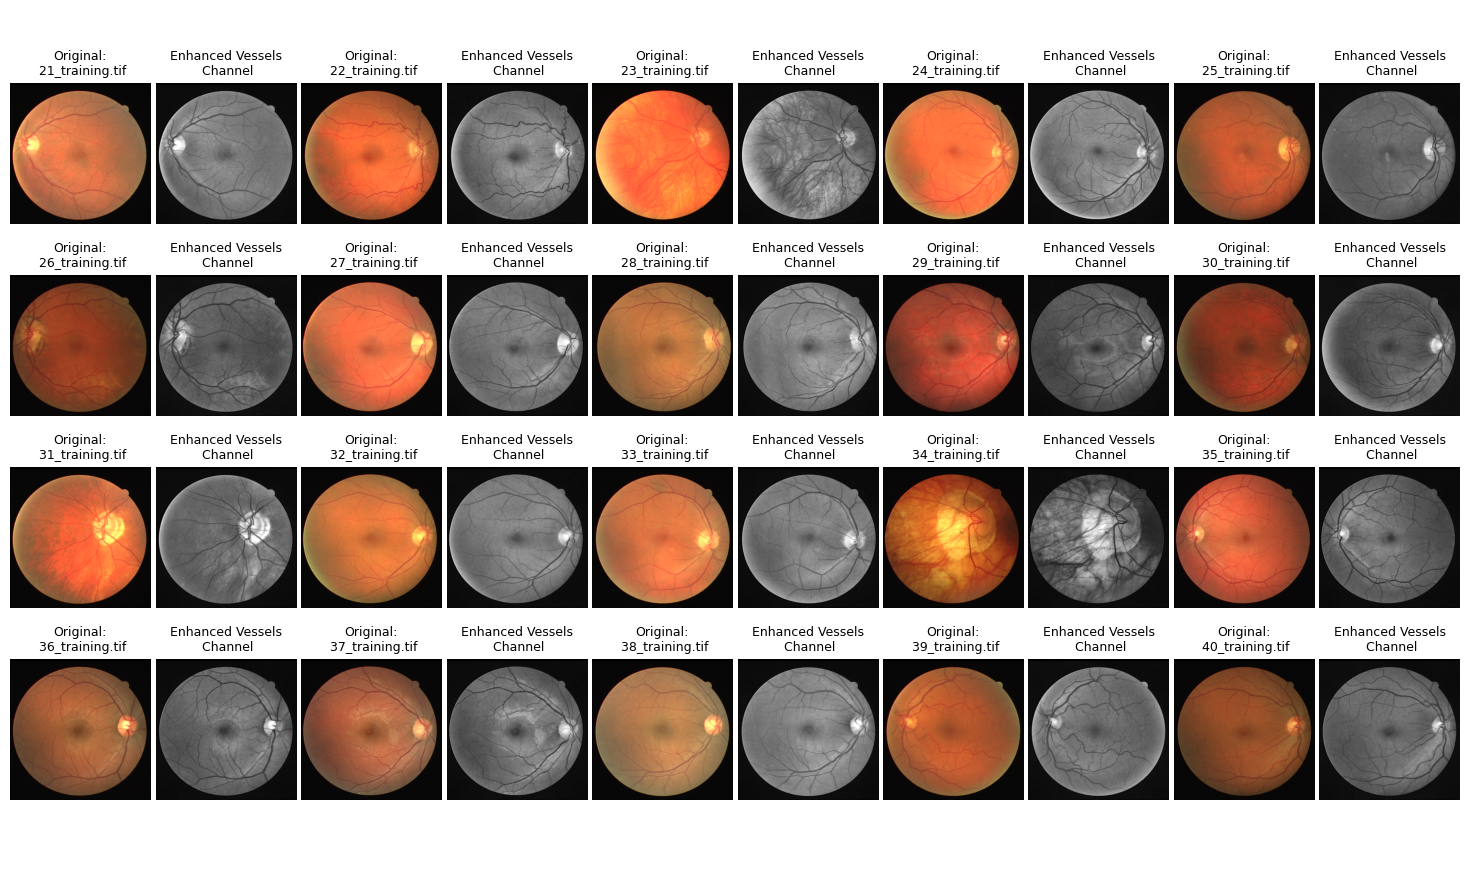 Original:
21_training.tif
Enhanced Vessels
Channel
Original:
22_training.tif
Enhanced Vessels
Channel
Original:
23_training.tif
Enhanced Vessels
Channel
Original:
24_training.tif
Enhanced Vessels
Channel
Original:
25_training.tif
Enhanced Vessels
Channel
Original:
26_training.tif
Enhanced Vessels
Channel
Original:
27_training.tif
Enhanced Vessels
Channel
Original:
28_training.tif
Enhanced Vessels
Channel
Original:
29_training.tif
Enhanced Vessels
Channel
Original:
30_training.tif
Enhanced Vessels
Channel
Original:
31_training.tif
Enhanced Vessels
Channel
Original:
32_training.tif
Enhanced Vessels
Channel
Original:
33_training.tif
Enhanced Vessels
Channel
Original:
34_training.tif
Enhanced Vessels
Channel
Original:
35_training.tif
Enhanced Vessels
Channel
Original:
36_training.tif
Enhanced Vessels
Channel
Original:
37_training.tif
Enhanced Vessels
Channel
Original:
38_training.tif
Enhanced Vessels
Channel
Original:
39_training.tif
Enhanced Vessels
Channel
Original:
40_training.tif
Enhanced Vessels
Channel